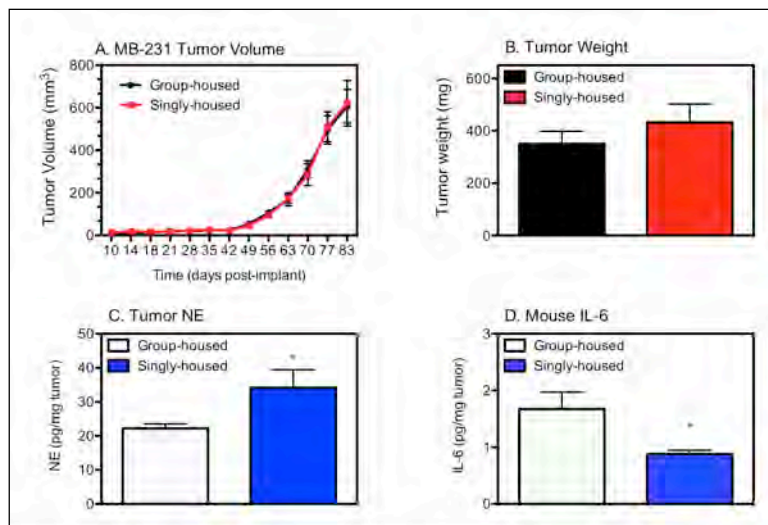 A. MB-231 Tumor Volume
800
600
400
200
0
Tumor Volume (mm3)
Group-housed
Singly-housed
10 14 18 21 28 35 42 49 56 63 70 77 83
Time (days post-implant)
B. Tumor Weight
600
400
200
0
Tumor weight (mg)
Group-housed
Singly-housed
C. Tumor NE
50
40
30
20
10
0
NE (pg/mg tumor)
Group-housed
Singly-housed
*
D. Mouse IL-6
3
2
1
0
IL-6 (pg/mg tumor)
Group-housed
Singly-housed
*